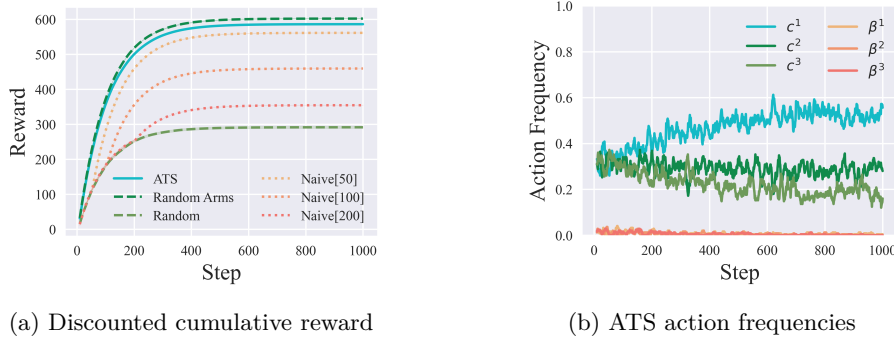 600
500
400
300
200
100
0
Reward
ATS
Random Arms
Random
Naive[50]
Naive[100]
Naive[200]
0 200 400 600 800 1000
Step
(a) Discounted cumulative reward
1.0
0.8
0.6
0.4
0.2
0.0
Action Frequency
c¹
c²
c³
β¹
β²
β³
0 200 400 600 800 1000
Step
(b) ATS action frequencies